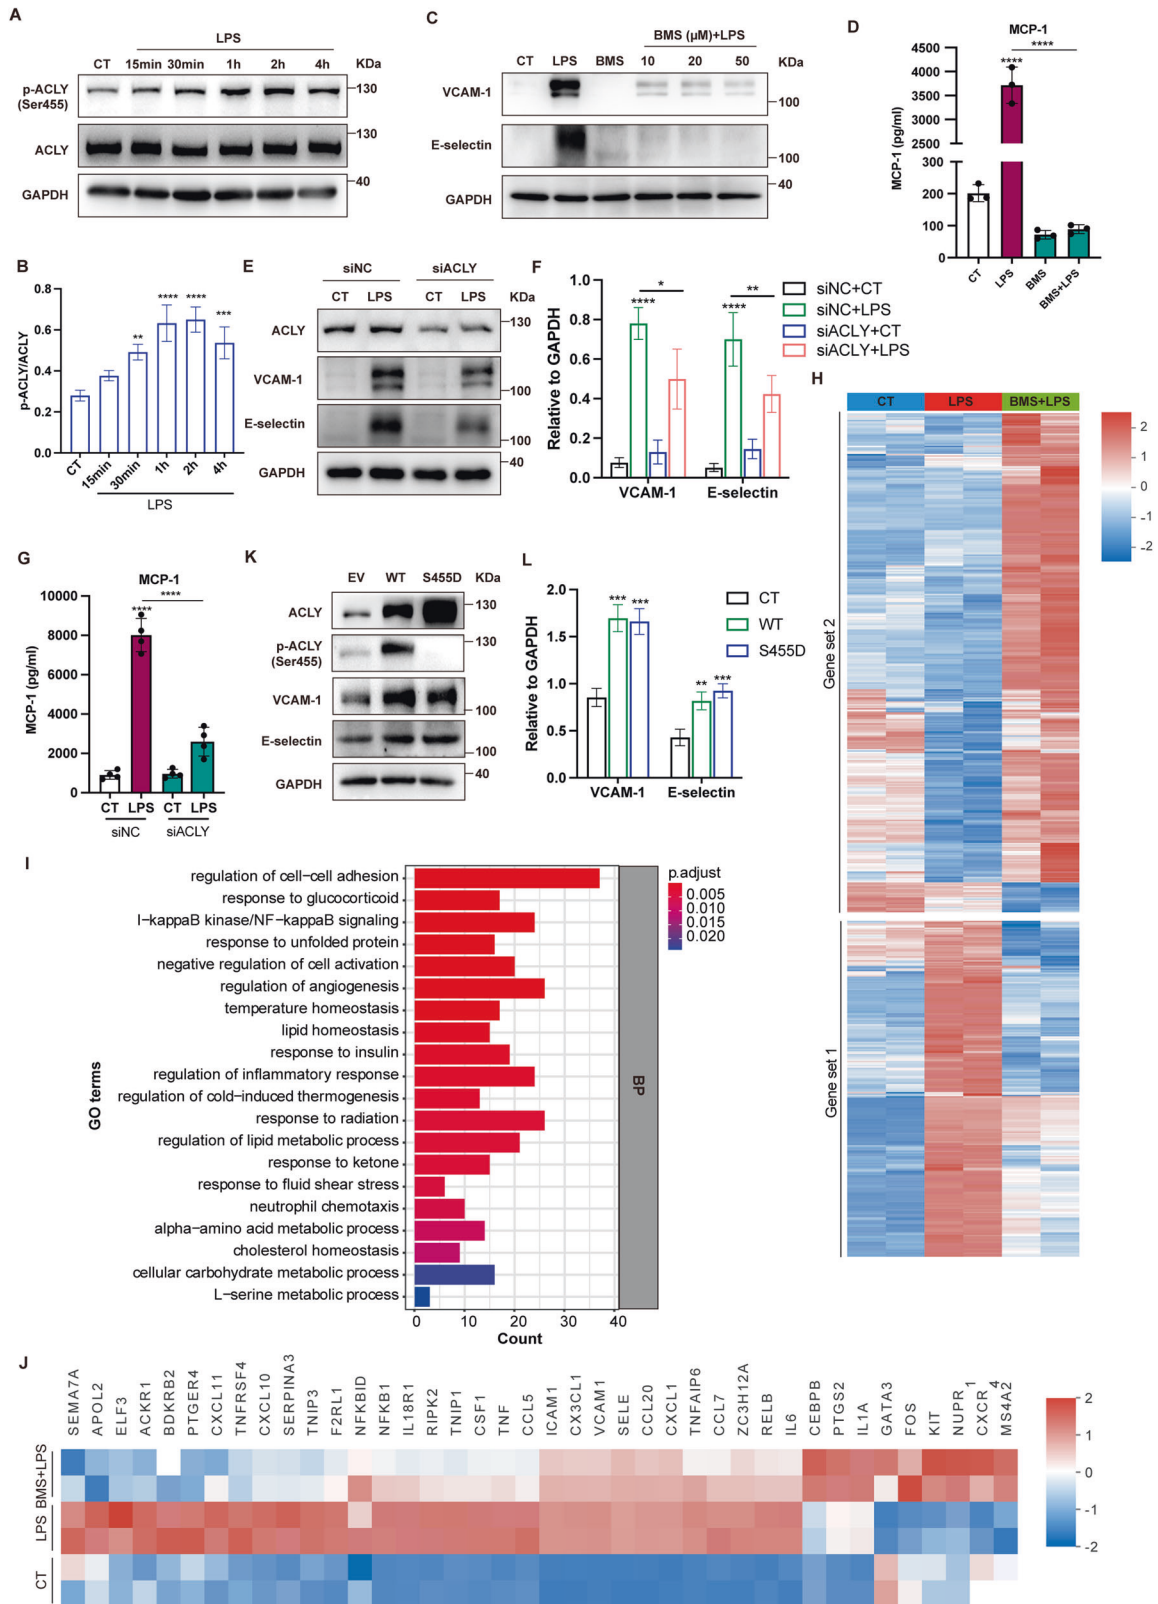 A
LPS
CT 15min 30min 1h 2h 4h KDa
p-ACLY
(Ser455)
130
ACLY
130
GAPDH
40
B
p-ACLY/ACLY
0.8
0.6
0.4
0.2
0.0
** **** **** ***
CT 15min 30min 1h 2h 4h
LPS
C
BMS (μM)+LPS
CT LPS BMS 10 20 50 KDa
VCAM-1
100
E-selectin
100
GAPDH
40
D
MCP-1
****
****
MCP-1 (pg/ml)
4500
4000
3500
3000
2500
300
200
100
0
CT LPS BMS BMS+LPS
E
siNC siACLY
CT LPS CT LPS KDa
ACLY
130
VCAM-1
100
E-selectin
100
GAPDH
40
F
Relative to GAPDH
1.0
0.8
0.6
0.4
0.2
0.0
* **
**** ****
VCAM-1 E-selectin
siNC+CT
siNC+LPS
siACLY+CT
siACLY+LPS
G
MCP-1
****
****
MCP-1 (pg/ml)
10000
8000
6000
4000
2000
0
CT LPS CT LPS
siNC siACLY
H
CT LPS BMS+LPS
Gene set 2
Gene set 1
2
1
0
-1
-2
K
EV WT S455D KDa
ACLY
130
p-ACLY
(Ser455)
130
VCAM-1
100
E-selectin
100
GAPDH
40
L
Relative to GAPDH
2.0
1.5
1.0
0.5
0.0
*** ***
** ***
VCAM-1 E-selectin
CT
WT
S455D
I
GO terms
regulation of cell−cell adhesion
response to glucocorticoid
I−kappaB kinase/NF−kappaB signaling
response to unfolded protein
negative regulation of cell activation
regulation of angiogenesis
temperature homeostasis
lipid homeostasis
response to insulin
regulation of inflammatory response
regulation of cold−induced thermogenesis
response to radiation
regulation of lipid metabolic process
response to ketone
response to fluid shear stress
neutrophil chemotaxis
alpha−amino acid metabolic process
cholesterol homeostasis
cellular carbohydrate metabolic process
L−serine metabolic process
0 10 20 30 40
Count
BP
p.adjust
0.005
0.010
0.015
0.020
J
SEMA7A
APOL2
ELF3
ACKR1
BDKRB2
PTGER4
CXCL11
TNFRSF4
CXCL10
SERPINA3
TNIP3
F2RL1
NFKBID
NFKB1
IL18R1
RIPK2
TNIP1
CSF1
TNF
CCL5
ICAM1
CX3CL1
VCAM1
SELE
CCL20
CXCL1
TNFAIP6
CCL7
ZC3H12A
RELB
IL6
CEBPB
PTGS2
IL1A
GATA3
FOS
KIT
NUPR1
CXCR4
MS4A2
BMS+LPS
LPS
CT
2
1
0
-1
-2